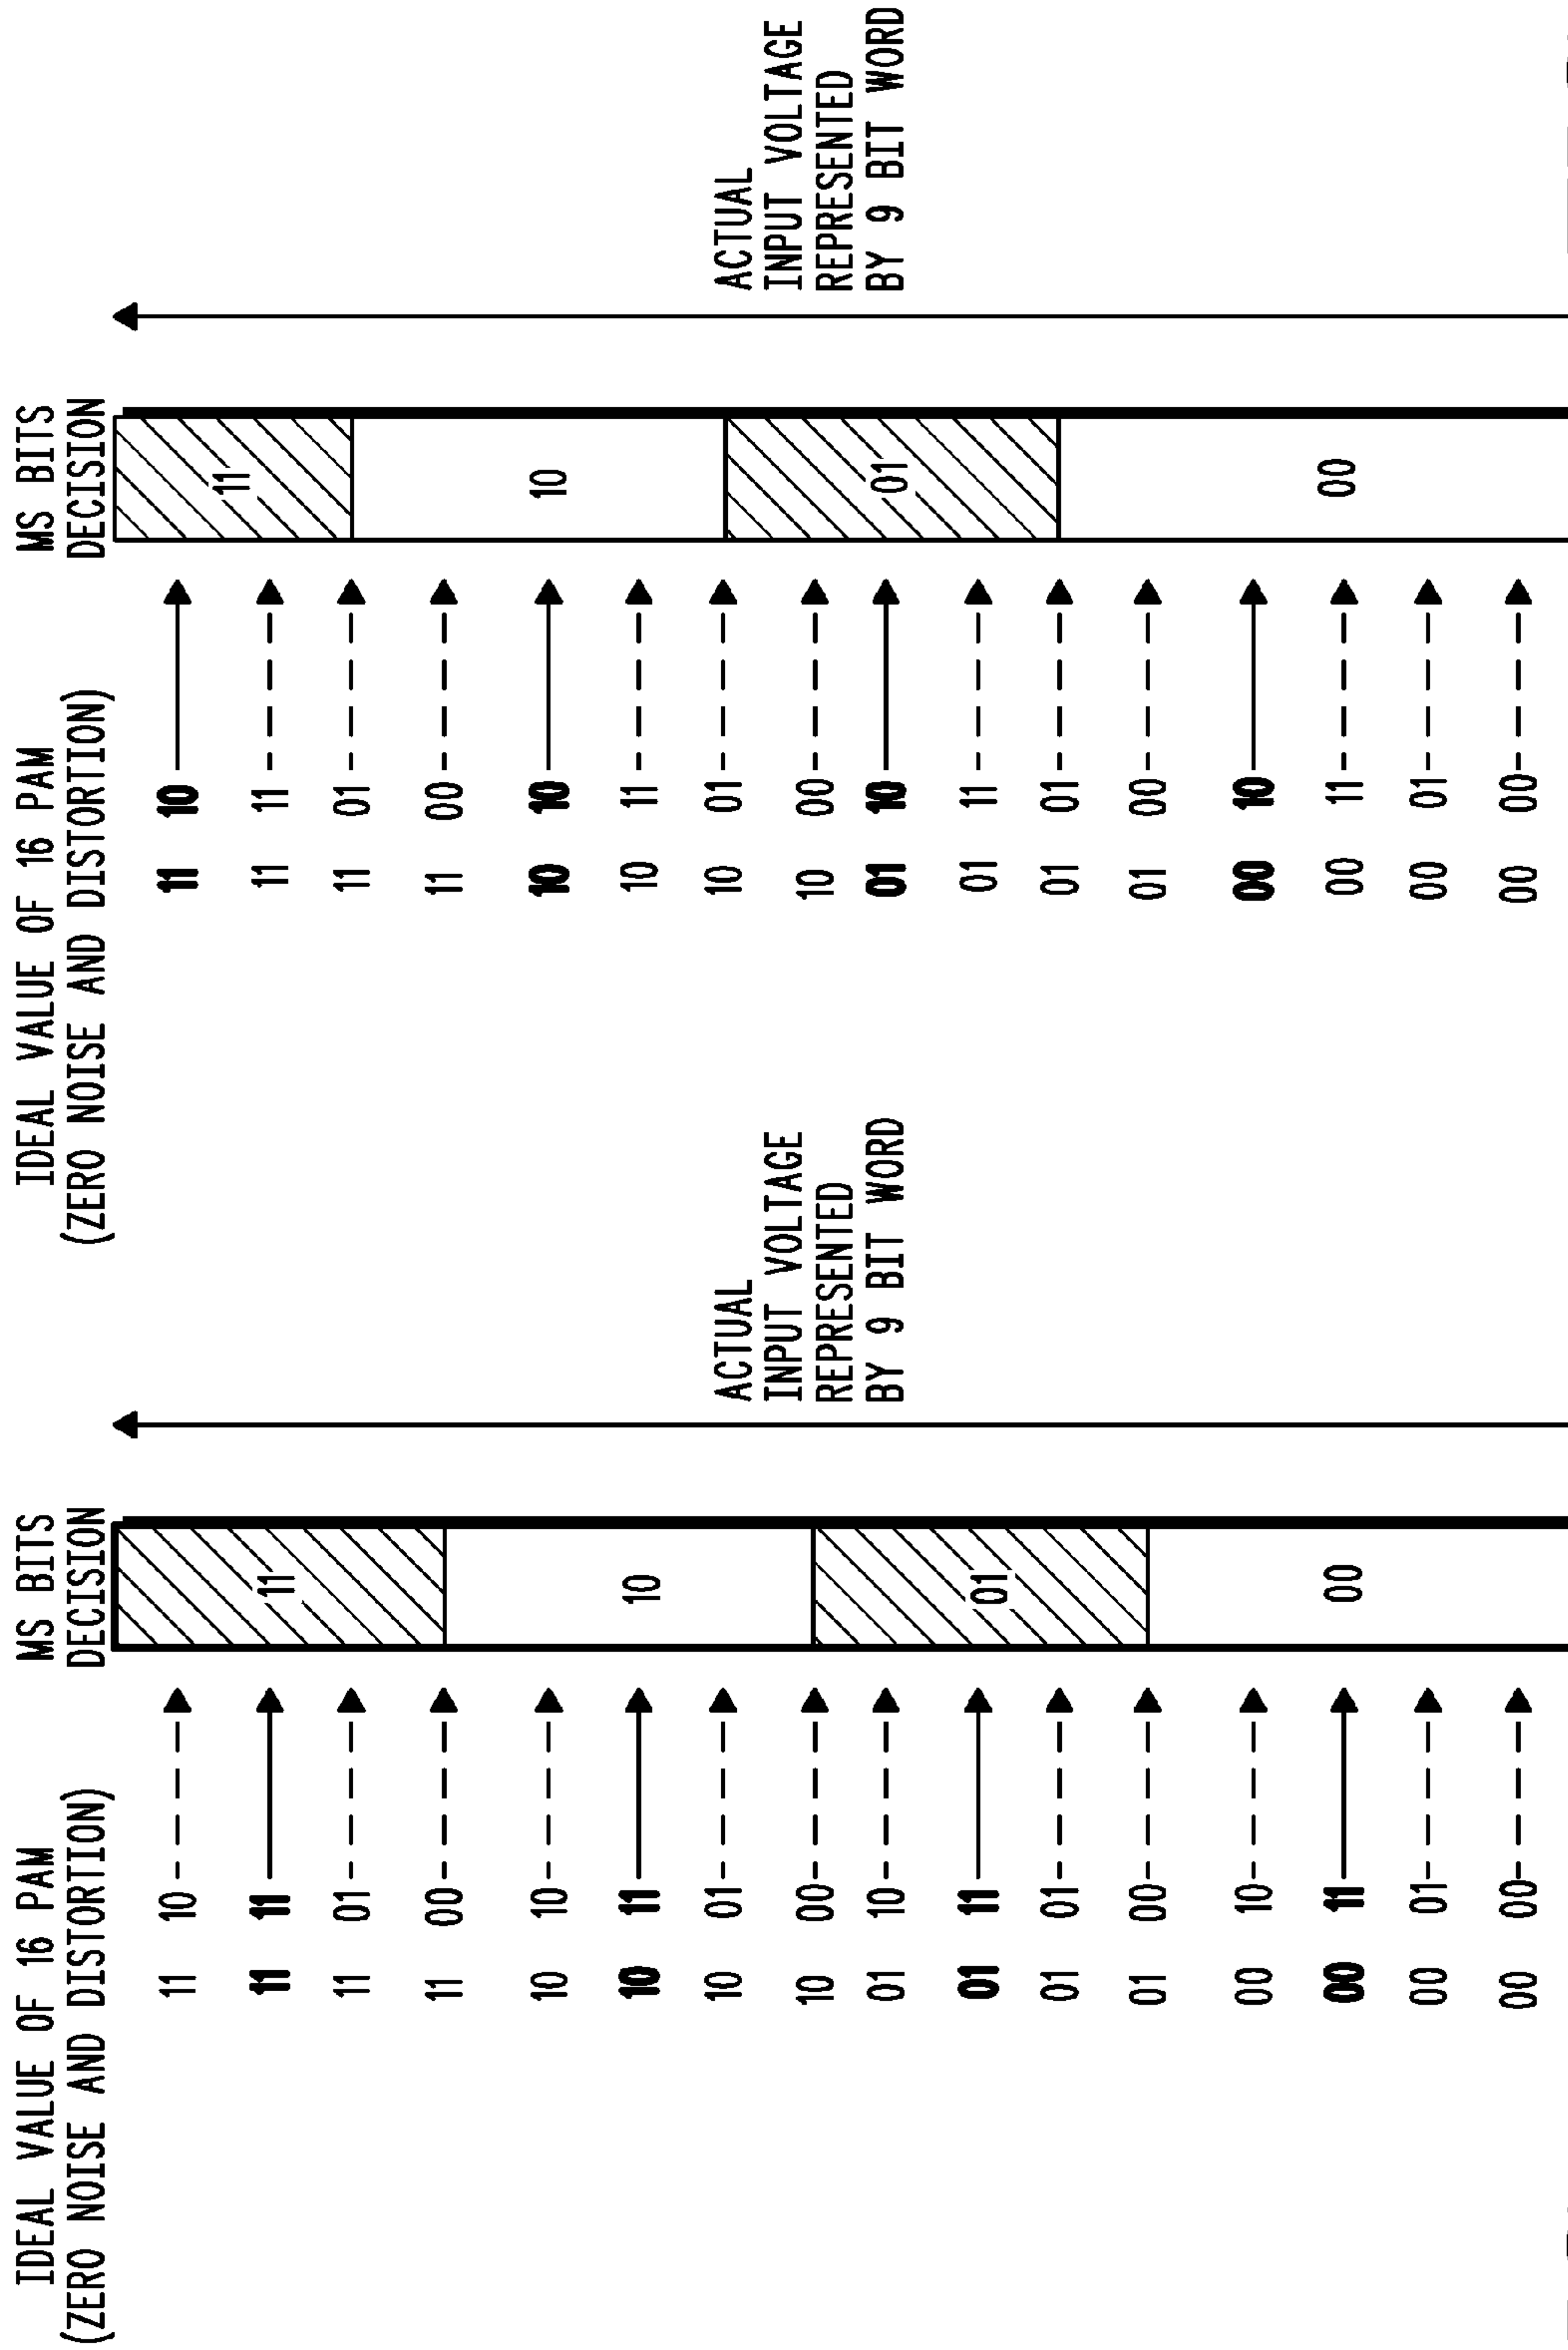 IDEAL VALUE OF 16 PAM
(ZERO NOISE AND DISTORTION)
MS BITS
DECISION
11 10
11 11
11 01
11 00
10 10
10 11
10 01
10 00
01 10
01 11
01 01
01 00
00 10
00 11
00 01
00 00
11
10
01
00
ACTUAL
INPUT VOLTAGE
REPRESENTED
BY 9 BIT WORD
IDEAL VALUE OF 16 PAM
(ZERO NOISE AND DISTORTION)
MS BITS
DECISION
11 10
11 11
11 01
11 00
10 10
10 11
10 01
10 00
01 10
01 11
01 01
01 00
00 10
00 11
00 01
00 00
11
10
01
00
ACTUAL
INPUT VOLTAGE
REPRESENTED
BY 9 BIT WORD